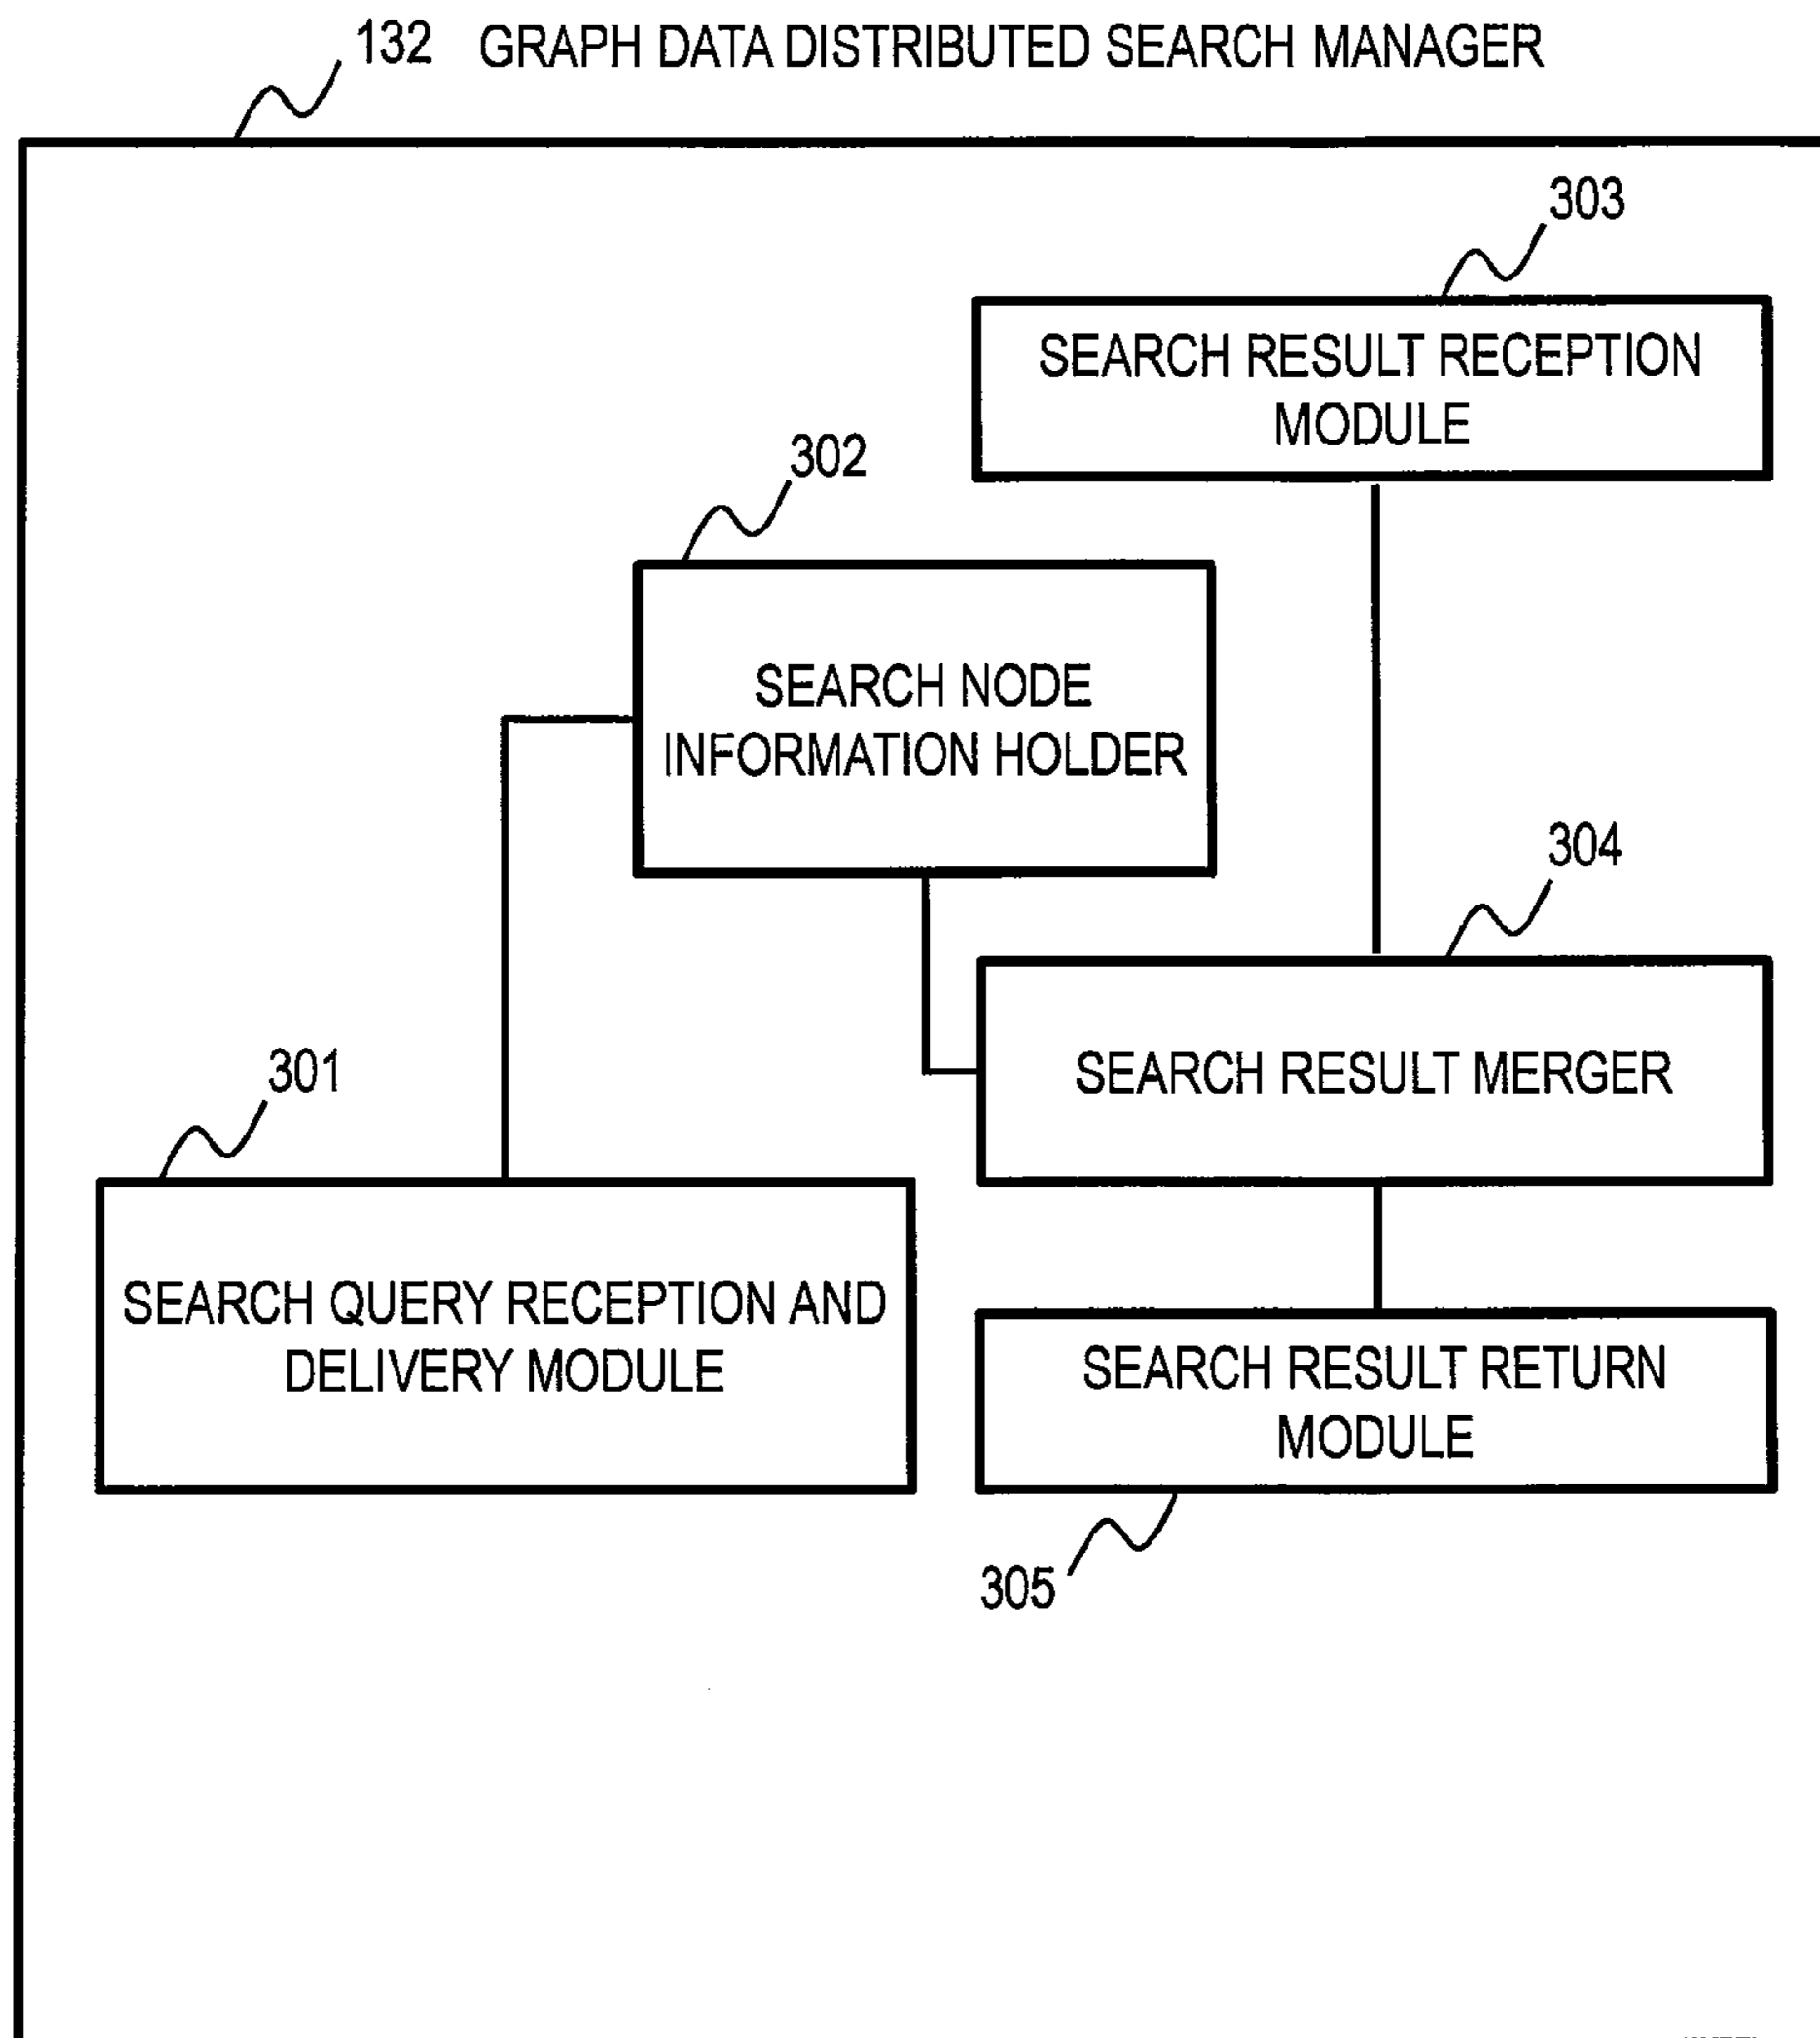 132 GRAPH DATA DISTRIBUTED SEARCH MANAGER
303
SEARCH RESULT RECEPTION
MODULE
302
SEARCH NODE
INFORMATION HOLDER
304
SEARCH RESULT MERGER
301
SEARCH QUERY RECEPTION AND
DELIVERY MODULE
SEARCH RESULT RETURN
MODULE
305